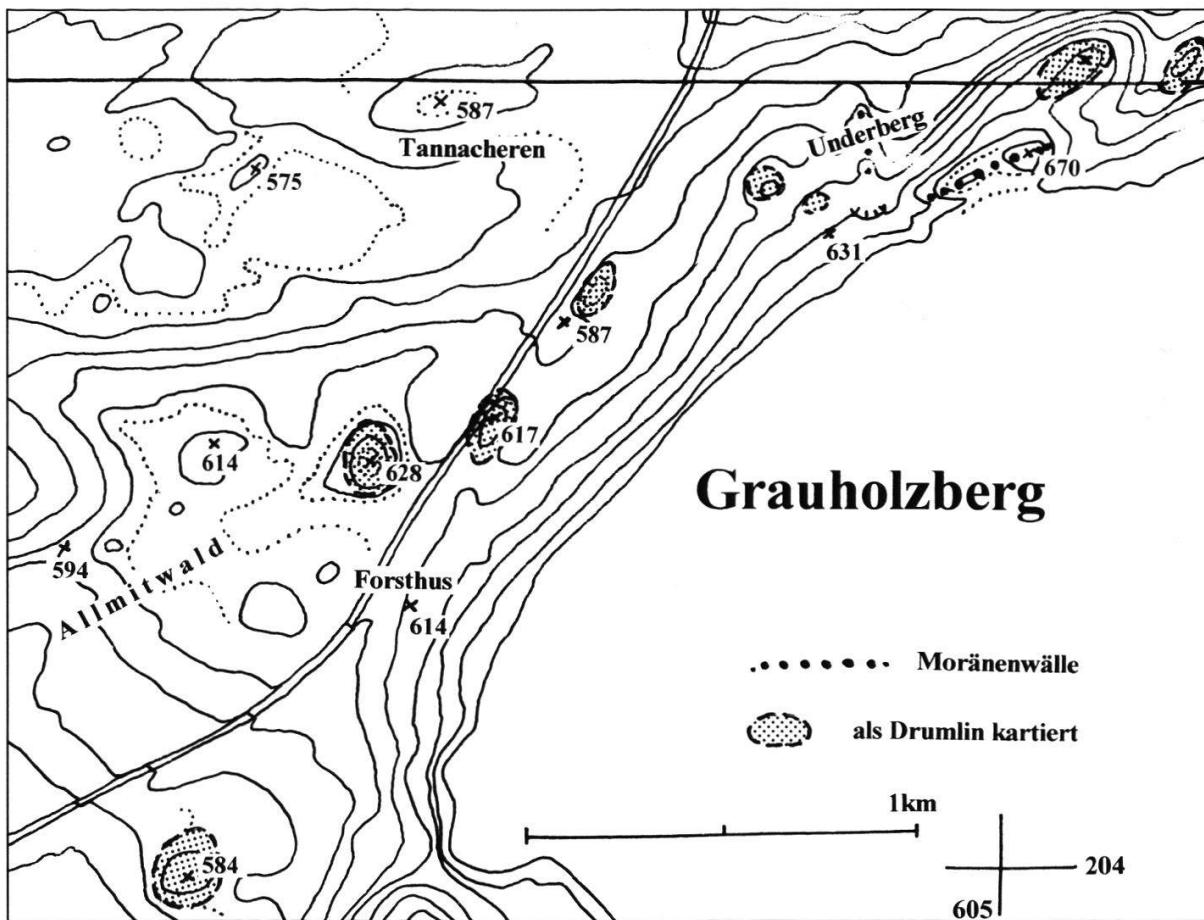 587
Tannacheren
575
Underberg
670
631
587
617
614
628
Grauholzberg
594
Allmitwald
Forsthus
614
Moränenwälle
als Drumlin kartiert
1km
584
204
605